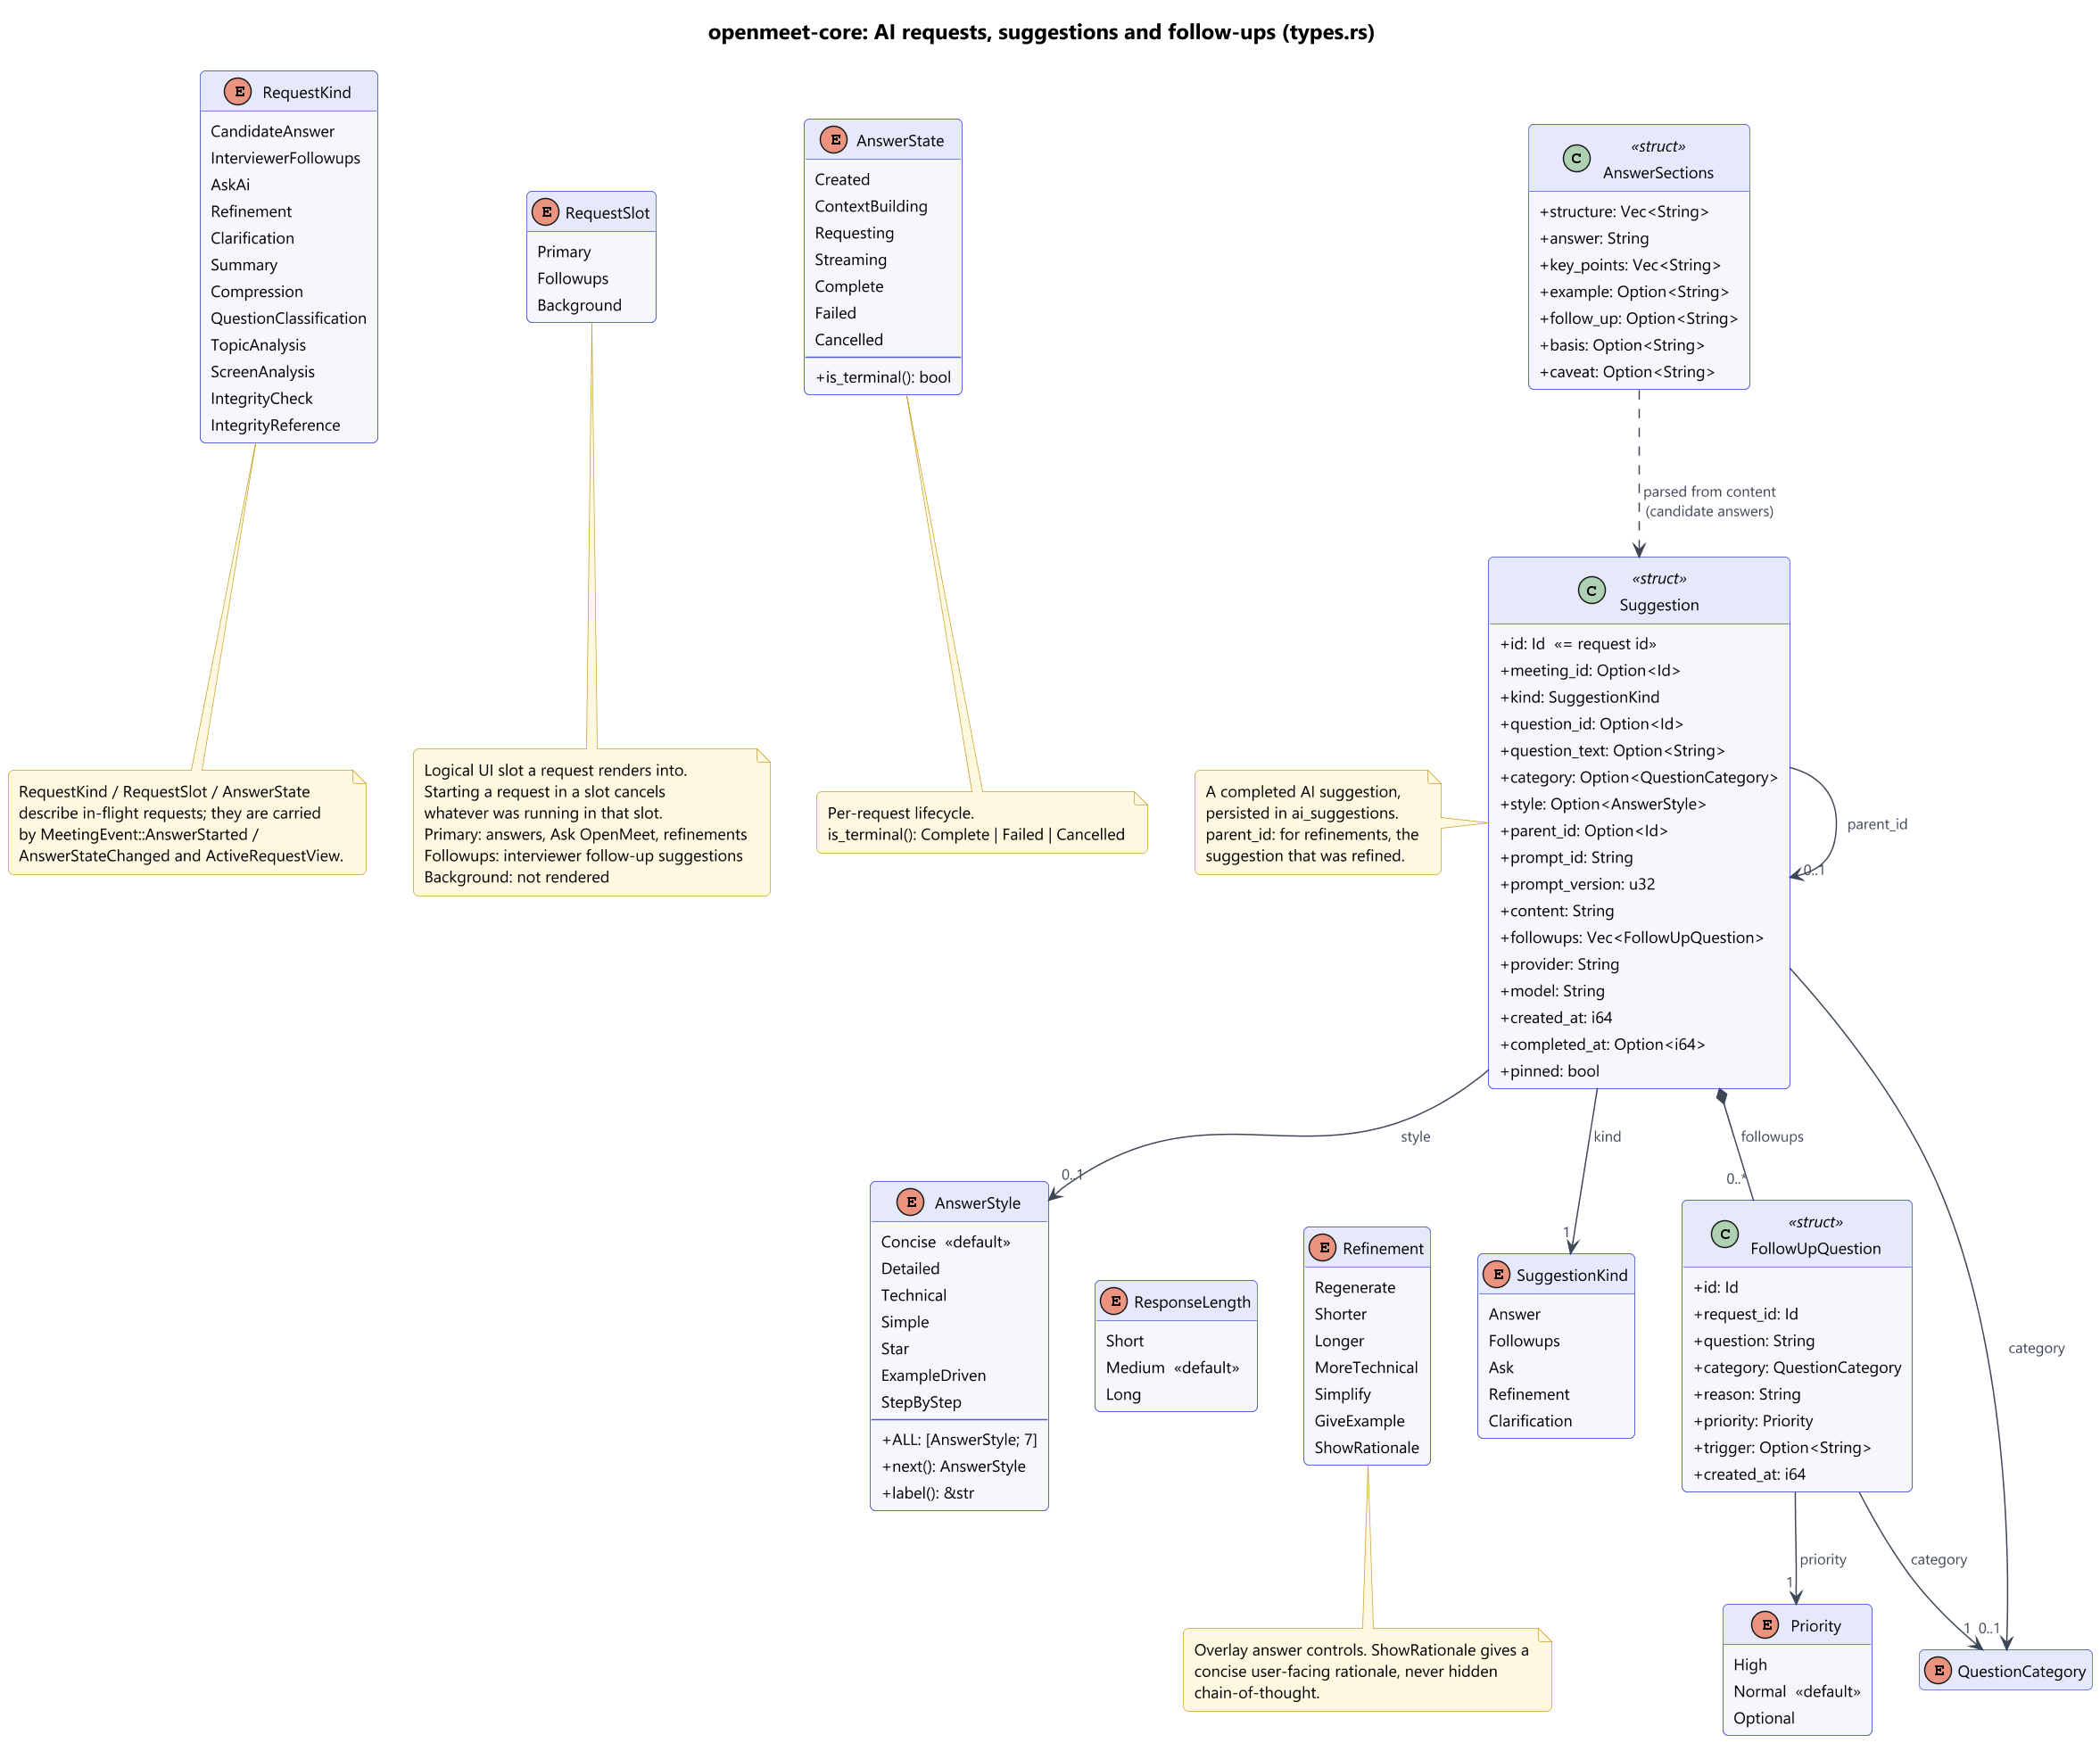 openmeet-core: AI requests, suggestions and follow-ups (types.rs)
E RequestKind
CandidateAnswer
InterviewerFollowups
AskAi
Refinement
Clarification
Summary
Compression
QuestionClassification
TopicAnalysis
ScreenAnalysis
IntegrityCheck
IntegrityReference
E RequestSlot
Primary
Followups
Background
E AnswerState
Created
ContextBuilding
Requesting
Streaming
Complete
Failed
Cancelled
+is_terminal(): bool
C «struct»
AnswerSections
+structure: Vec<String>
+answer: String
+key_points: Vec<String>
+example: Option<String>
+follow_up: Option<String>
+basis: Option<String>
+caveat: Option<String>
parsed from content
(candidate answers)
RequestKind / RequestSlot / AnswerState
describe in-flight requests; they are carried
by MeetingEvent::AnswerStarted /
AnswerStateChanged and ActiveRequestView.
Logical UI slot a request renders into.
Starting a request in a slot cancels
whatever was running in that slot.
Primary: answers, Ask OpenMeet, refinements
Followups: interviewer follow-up suggestions
Background: not rendered
Per-request lifecycle.
is_terminal(): Complete | Failed | Cancelled
A completed AI suggestion,
persisted in ai_suggestions.
parent_id: for refinements, the
suggestion that was refined.
C «struct»
Suggestion
+id: Id «= request id»
+meeting_id: Option<Id>
+kind: SuggestionKind
+question_id: Option<Id>
+question_text: Option<String>
+category: Option<QuestionCategory>
+style: Option<AnswerStyle>
+parent_id: Option<Id>
+prompt_id: String
+prompt_version: u32
+content: String
+followups: Vec<FollowUpQuestion>
+provider: String
+model: String
+created_at: i64
+completed_at: Option<i64>
+pinned: bool
parent_id
0..1
style
0..1
kind
1
followups
0..*
category
0..1
E AnswerStyle
Concise «default»
Detailed
Technical
Simple
Star
ExampleDriven
StepByStep
+ALL: [AnswerStyle; 7]
+next(): AnswerStyle
+label(): &str
E ResponseLength
Short
Medium «default»
Long
E Refinement
Regenerate
Shorter
Longer
MoreTechnical
Simplify
GiveExample
ShowRationale
E SuggestionKind
Answer
Followups
Ask
Refinement
Clarification
C «struct»
FollowUpQuestion
+id: Id
+request_id: Id
+question: String
+category: QuestionCategory
+reason: String
+priority: Priority
+trigger: Option<String>
+created_at: i64
priority
1
category
1
Overlay answer controls. ShowRationale gives a
concise user-facing rationale, never hidden
chain-of-thought.
E Priority
High
Normal «default»
Optional
E QuestionCategory